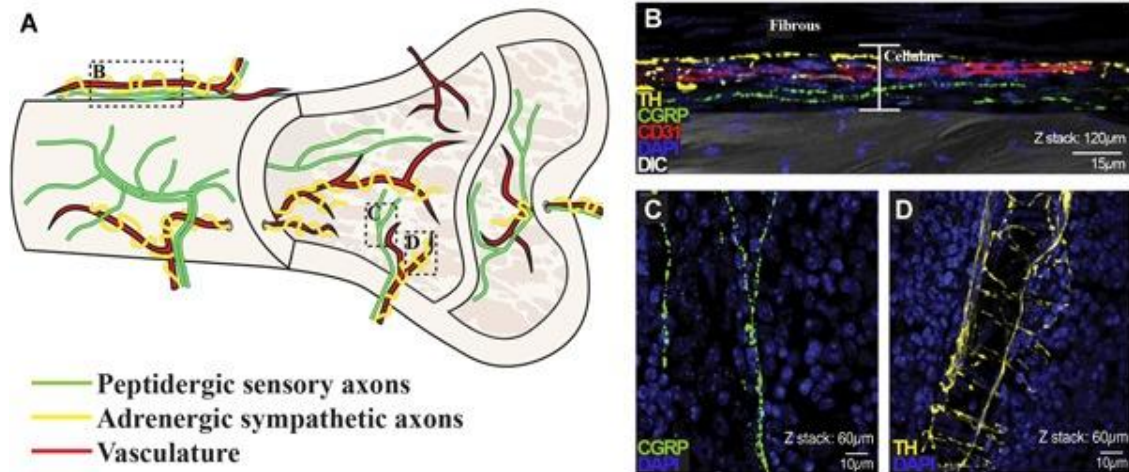 A
B
C
D
Peptidergic sensory axons
Adrenergic sympathetic axons
Vasculature
B
Fibrous
Cellular
TH
CGRP
CD31
DAPI
DIC
Z stack: 120µm
15µm
C
CGRP
DAPI
Z stack: 60µm
10µm
D
TH
DAPI
Z stack: 60µm
10µm